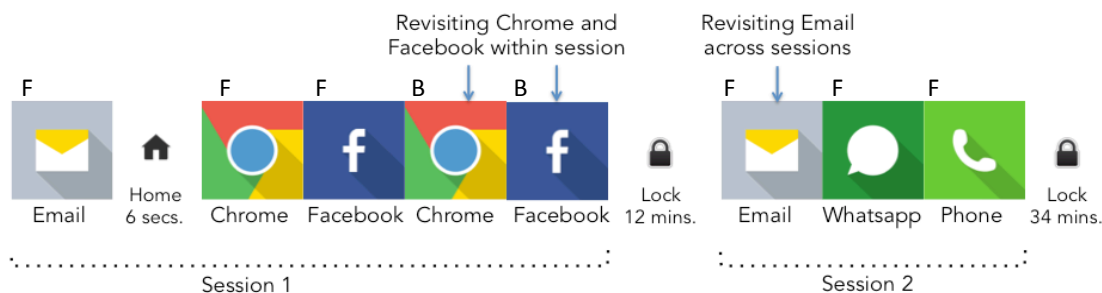 Revisiting Chrome and
Facebook within session
Revisiting Email
across sessions
F F F B B F F F
Home
6 secs.
Lock
12 mins.
Lock
34 mins.
Email Chrome Facebook Chrome Facebook Email Whatsapp Phone
Session 1 Session 2